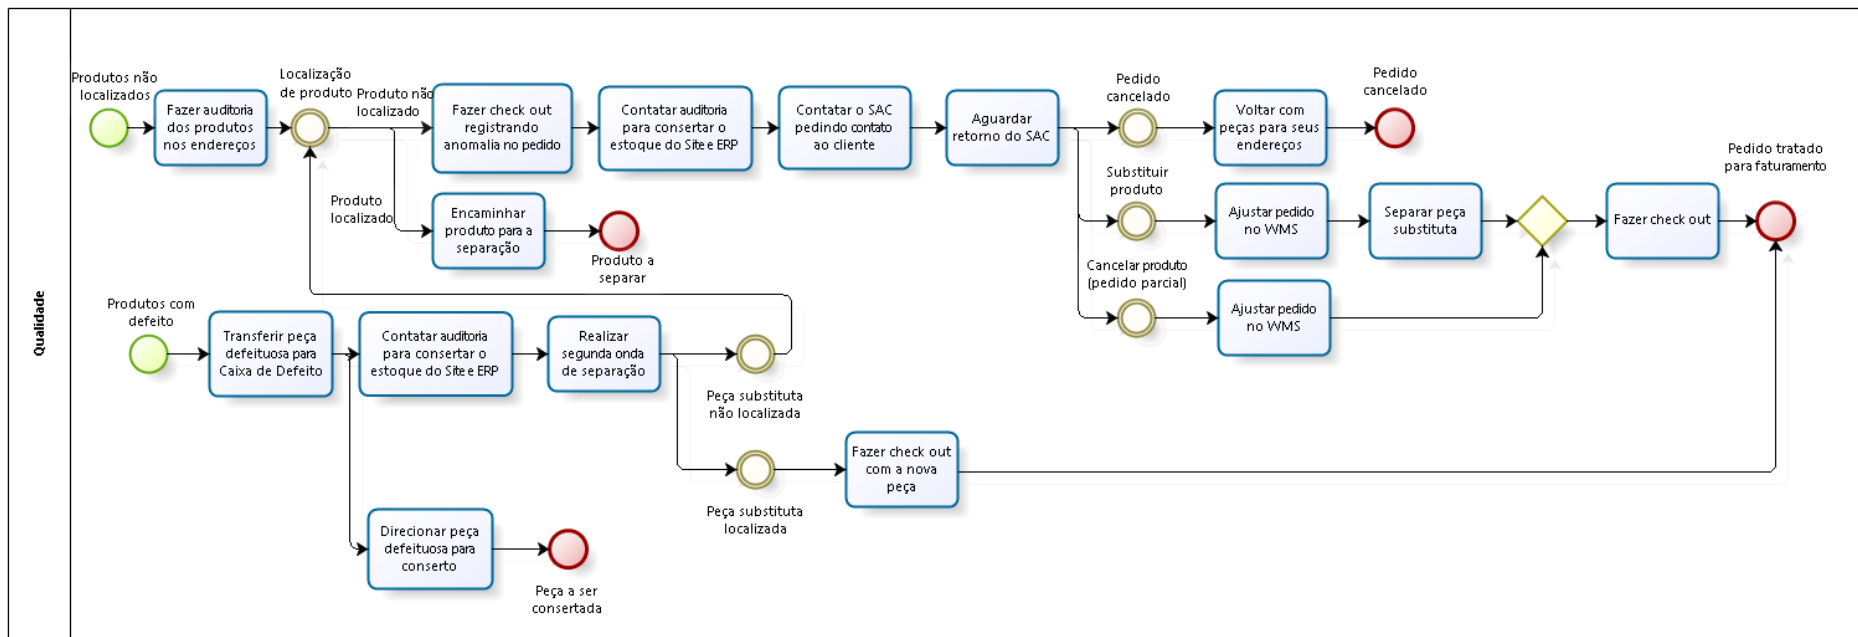 Qualidade
Produtos não
localizados
Fazer auditoria
dos produtos
nos endereços
Localização
de produto
Produto não
localizado
Fazer check out
registrando
anomalia no pedido
Contatar auditoria
para consertar o
estoque do Site e ERP
Contatar o SAC
pedindo contato
ao cliente
Aguardar
retorno do SAC
Pedido
cancelado
Voltar com
peças para seus
endereços
Pedido
cancelado
Produto
localizado
Encaminhar
produto para a
separação
Produto a
separar
Substituir
produto
Ajustar pedido
no WMS
Separar peça
substituta
Fazer check out
Pedido tratado
para faturamento
Cancelar produto
(pedido parcial)
Ajustar pedido
no WMS
Produtos com
defeito
Transferir peça
defeituosa para
Caixa de Defeito
Contatar auditoria
para consertar o
estoque do Site e ERP
Realizar
segunda onda
de separação
Peça substituta
não localizada
Peça substituta
localizada
Fazer check out
com a nova
peça
Direcionar peça
defeituosa para
conserto
Peça a ser
consertada